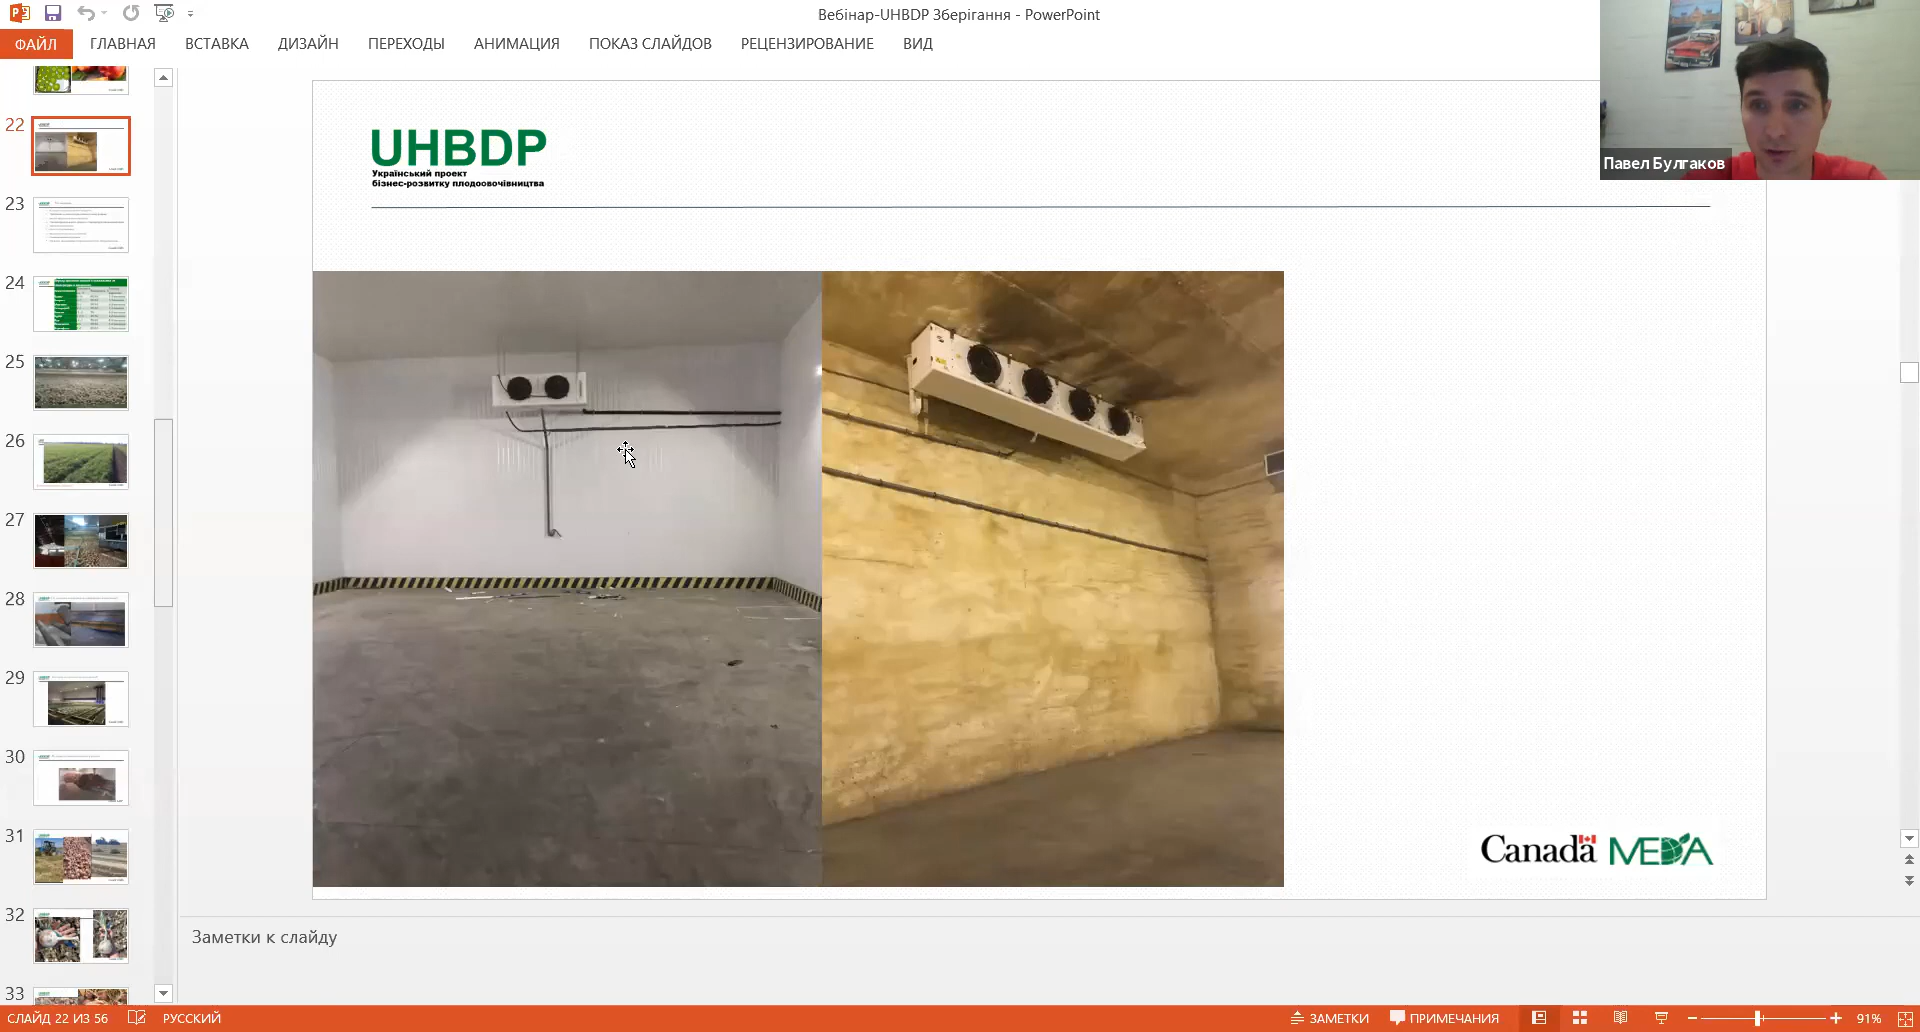 Вебінар-UHBDP Зберігання - PowerPoint
ФАЙЛ
ГЛАВНАЯ
ВСТАВКА
ДИЗАЙН
ПЕРЕХОДЫ
АНИМАЦИЯ
ПОКАЗ СЛАЙДОВ
РЕЦЕНЗИРОВАНИЕ
ВИД
Павел Булгаков
22
23
24
25
26
27
28
29
30
31
32
33
UHBDP
Український проект
бізнес-розвитку плодоовочівництва
Canada MEDA
Заметки к слайду
СЛАЙД 22 ИЗ 56
РУССКИЙ
ЗАМЕТКИ
ПРИМЕЧАНИЯ
91%